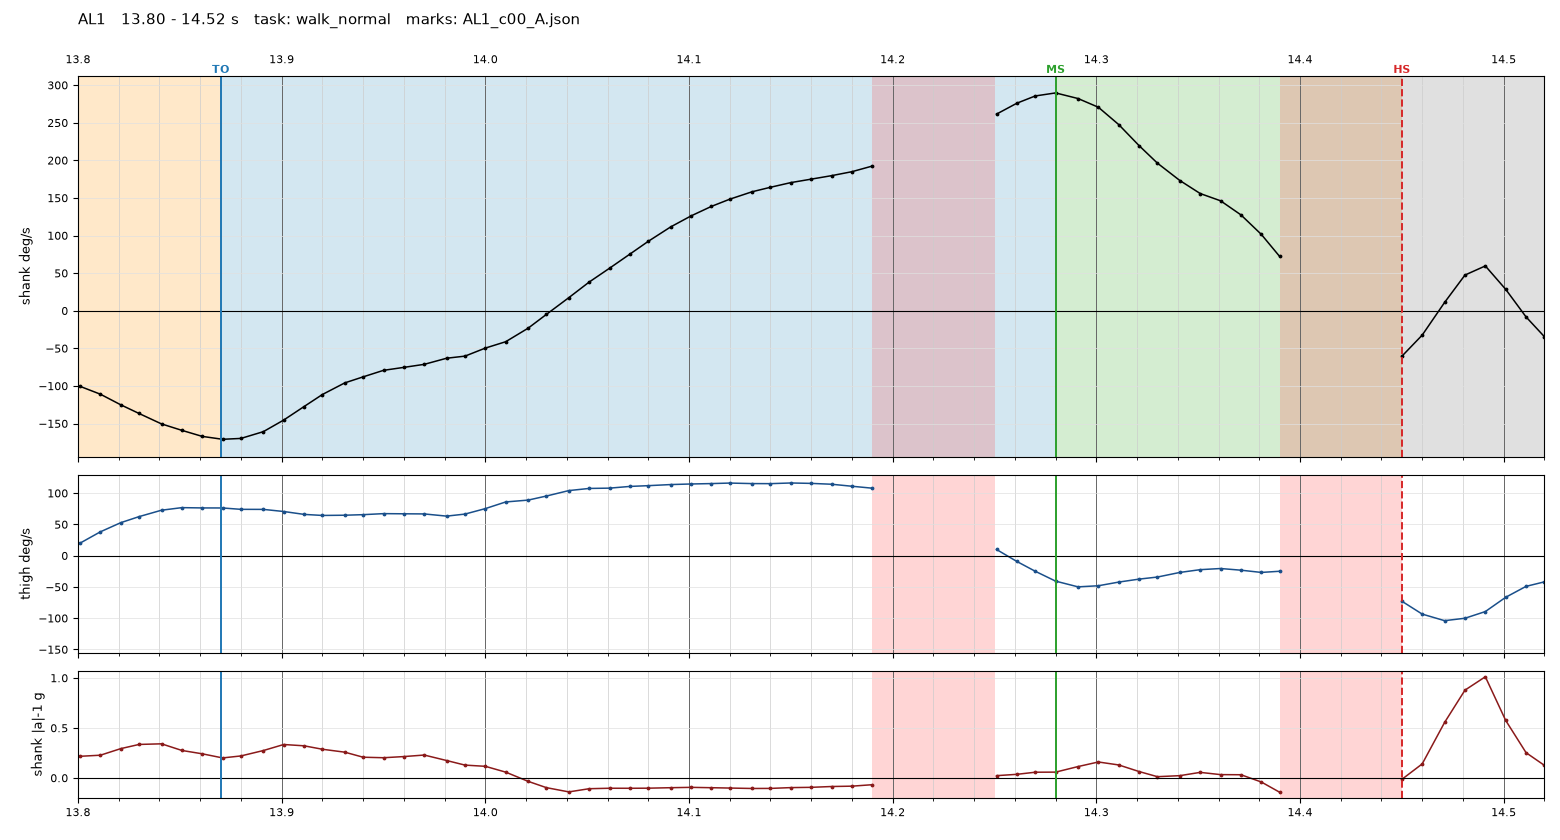 AL1   13.80 - 14.52 s   task: walk_normal   marks: AL1_c00_A.json
13.8 13.9 14.0 14.1 14.2 14.3 14.4 14.5
TO MS HS
shank deg/s
300
250
200
150
100
50
0
−50
−100
−150
thigh deg/s
100
50
0
−50
−100
−150
shank |a|-1 g
1.0
0.5
0.0
13.8 13.9 14.0 14.1 14.2 14.3 14.4 14.5